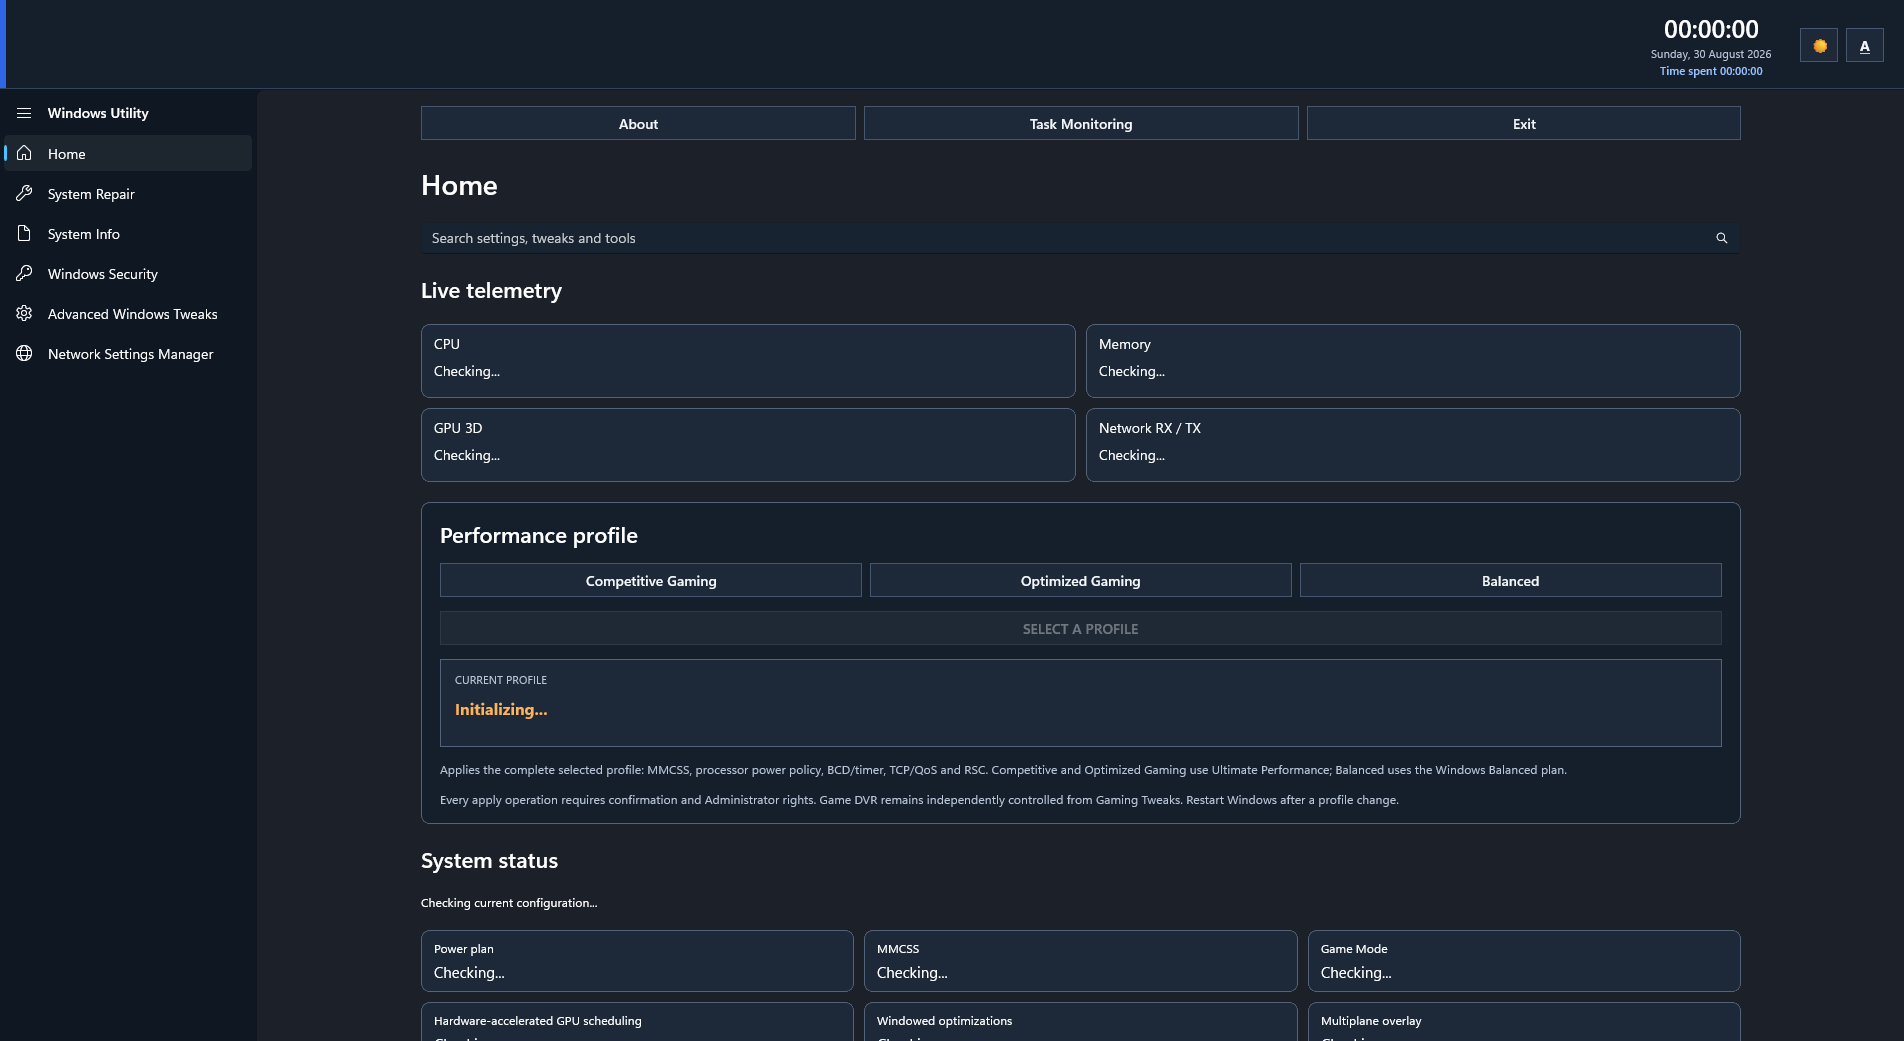 00:00:00
Sunday, 30 August 2026
Time spent 00:00:00
A
Windows Utility
Home
System Repair
System Info
Windows Security
Advanced Windows Tweaks
Network Settings Manager
About
Task Monitoring
Exit
Home
Search settings, tweaks and tools
Live telemetry
CPU
Checking...
Memory
Checking...
GPU 3D
Checking...
Network RX / TX
Checking...
Performance profile
Competitive Gaming
Optimized Gaming
Balanced
SELECT A PROFILE
CURRENT PROFILE
Initializing...
Applies the complete selected profile: MMCSS, processor power policy, BCD/timer, TCP/QoS and RSC. Competitive and Optimized Gaming use Ultimate Performance; Balanced uses the Windows Balanced plan.
Every apply operation requires confirmation and Administrator rights. Game DVR remains independently controlled from Gaming Tweaks. Restart Windows after a profile change.
System status
Checking current configuration...
Power plan
Checking...
MMCSS
Checking...
Game Mode
Checking...
Hardware-accelerated GPU scheduling
Windowed optimizations
Multiplane overlay